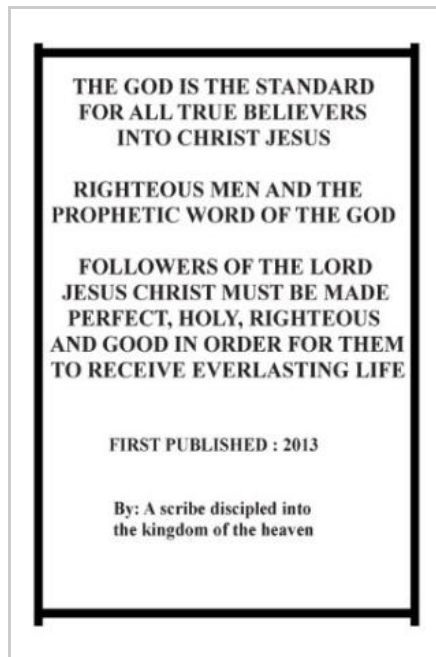 THE GOD IS THE STANDARD
FOR ALL TRUE BELIEVERS
INTO CHRIST JESUS
RIGHTEOUS MEN AND THE
PROPHETIC WORD OF THE GOD
FOLLOWERS OF THE LORD
JESUS CHRIST MUST BE MADE
PERFECT, HOLY, RIGHTEOUS
AND GOOD IN ORDER FOR THEM
TO RECEIVE EVERLASTING LIFE
FIRST PUBLISHED : 2013
By: A scribe discipled into
the kingdom of the heaven